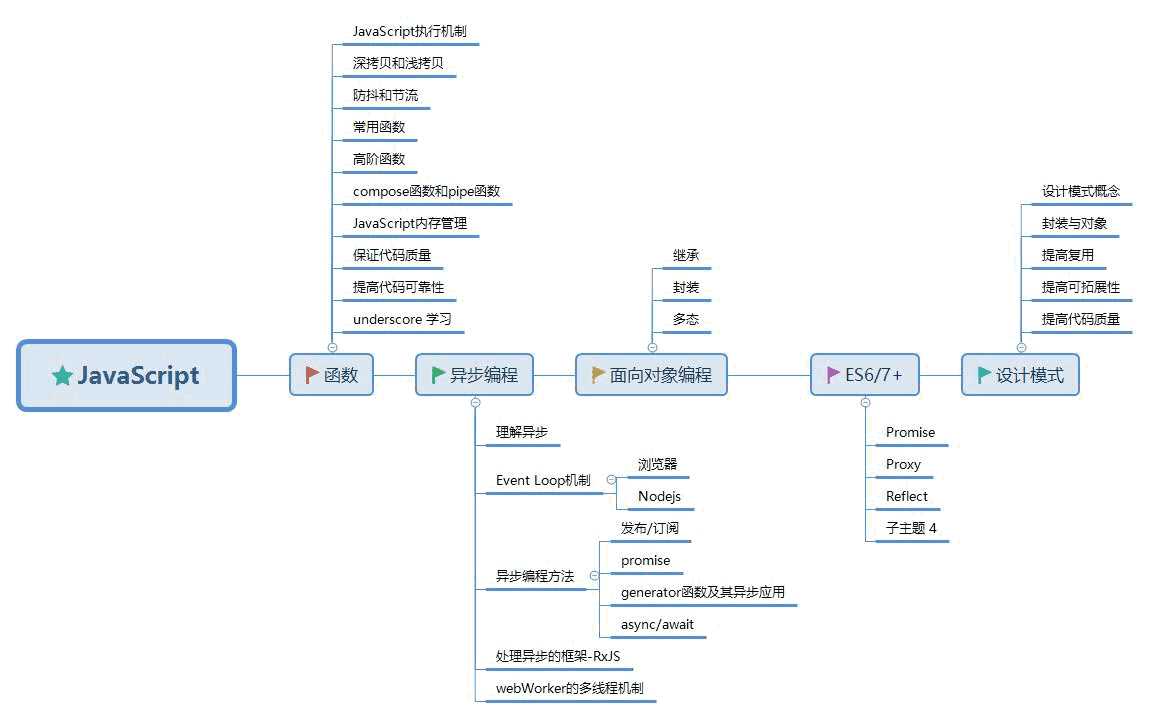 JavaScript执行机制
深拷贝和浅拷贝
防抖和节流
常用函数
高阶函数
compose函数和pipe函数
JavaScript内存管理
保证代码质量
提高代码可靠性
underscore 学习
继承
封装
多态
设计模式概念
封装与对象
提高复用
提高可拓展性
提高代码质量
JavaScript
函数
异步编程
面向对象编程
ES6/7+
设计模式
理解异步
Event Loop机制
浏览器
Nodejs
异步编程方法
发布/订阅
promise
generator函数及其异步应用
async/await
处理异步的框架-RxJS
webWorker的多线程机制
Promise
Proxy
Reflect
子主题 4